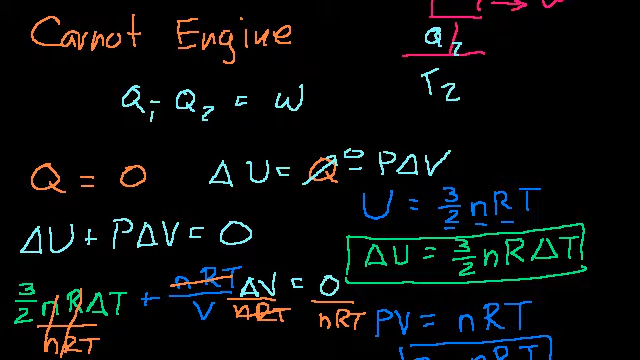 Carnot Engine
Q₂
T₂
Q₁ - Q₂ = W
Q = 0
ΔU = Q⁰ - PΔV
U = 3/2 nRT
ΔU + PΔV = 0
ΔU = 3/2 nRΔT
3/2 nRΔT/nRT + nRT/V ΔV/nRT = 0/nRT
PV = nRT